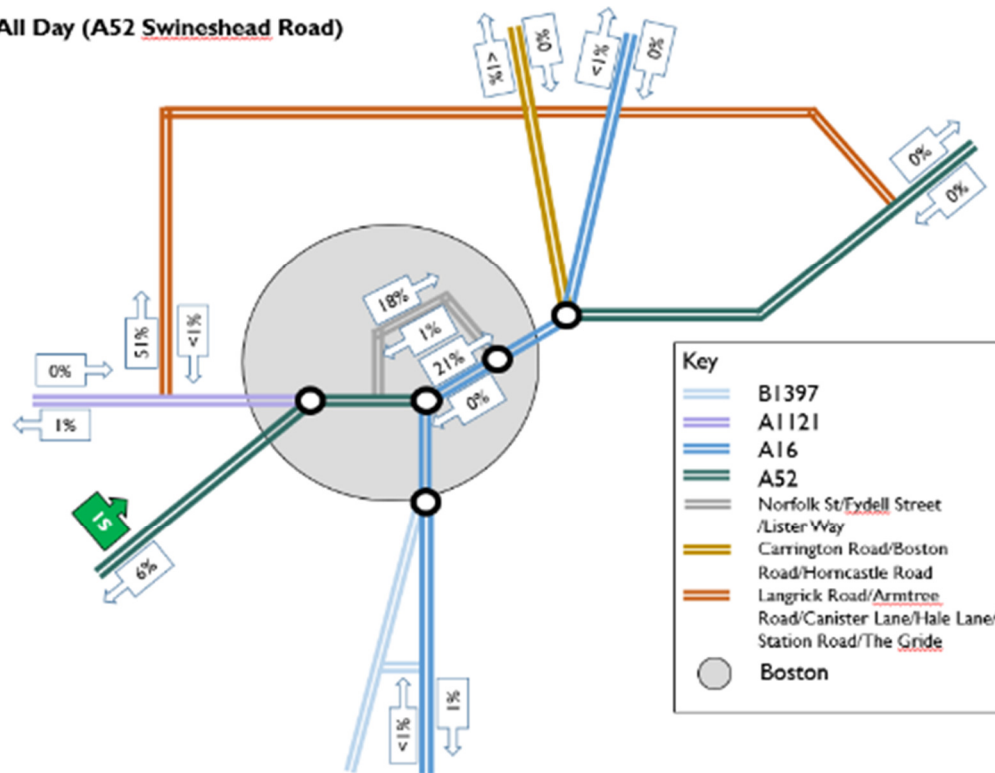 All Day (A52 Swineshead Road)
<1%
0%
<1%
0%
0%
0%
18%
1%
21%
0%
51%
<1%
0%
1%
S1
6%
<1%
1%
Key
B1397
A1121
A16
A52
Norfolk St/Fydell Street
/Lister Way
Carrington Road/Boston
Road/Horncastle Road
Langrick Road/Armtree
Road/Canister Lane/Hale Lane/
Station Road/The Gride
Boston